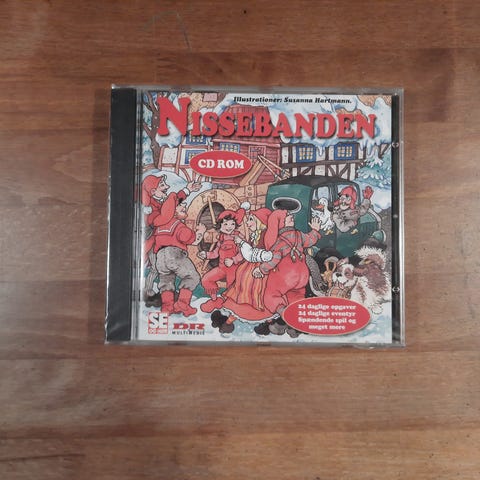 Illustrationer: Susanna Hartmann.
NISSEBANDEN
CD ROM
24 daglige opgaver
24 daglige eventyr
Spændende spil og
meget mere
SE
DR
MULTIMEDIE